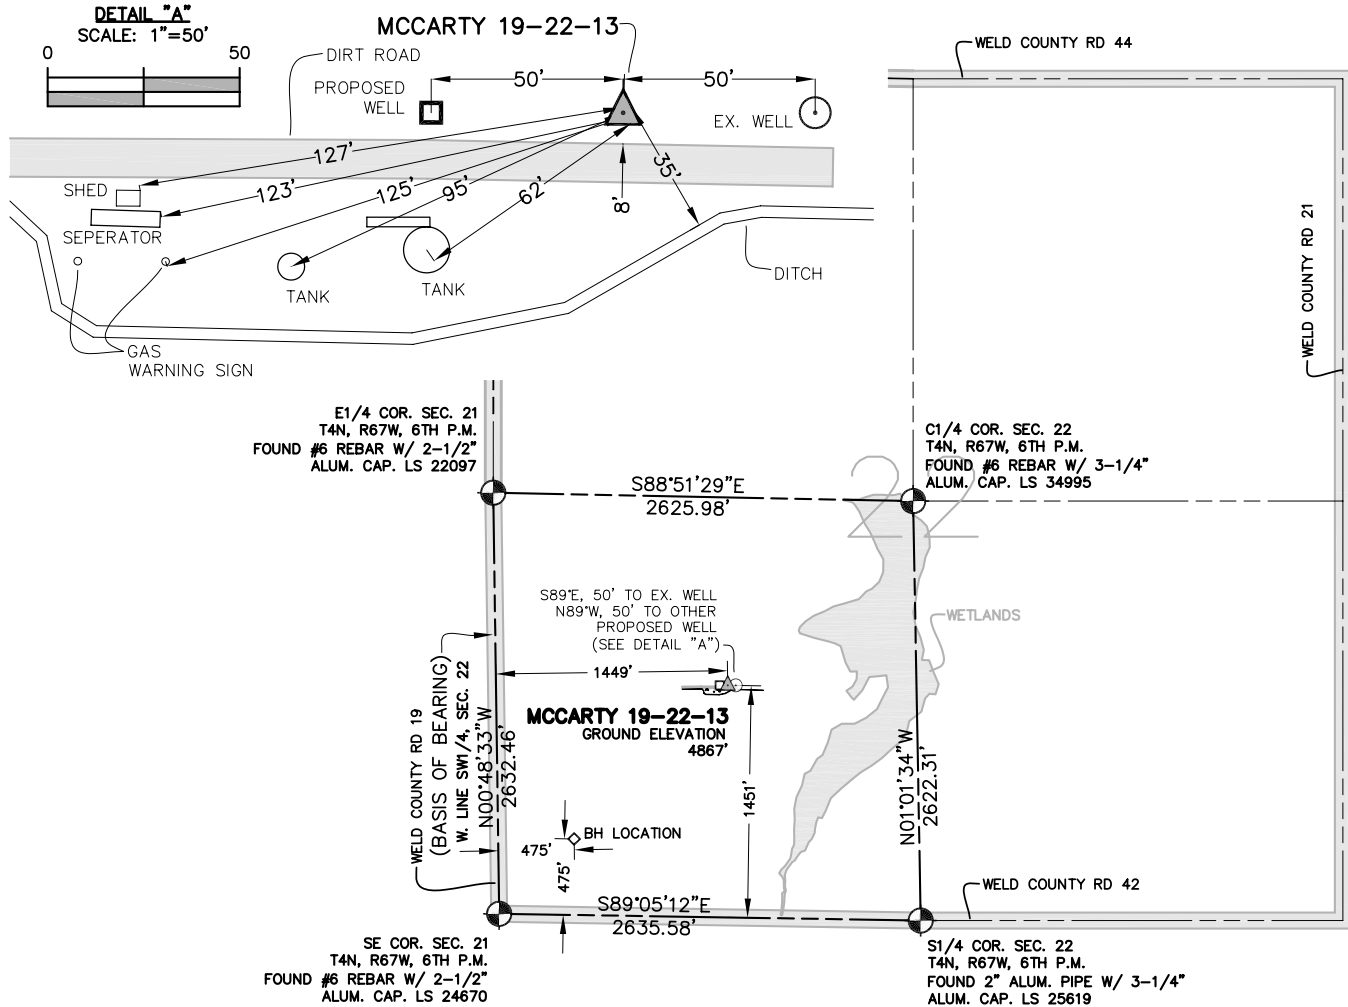 DETAIL "A"
SCALE: 1"=50'
0
50
MCCARTY 19-22-13
DIRT ROAD
50'
50'
PROPOSED
WELL
EX. WELL
127'
123'
125'
95'
62'
35'
8'
SHED
SEPERATOR
TANK
TANK
DITCH
GAS
WARNING SIGN
WELD COUNTY RD 44
WELD COUNTY RD 21
E1/4 COR. SEC. 21
T4N, R67W, 6TH P.M.
FOUND #6 REBAR W/ 2-1/2"
ALUM. CAP. LS 22097
C1/4 COR. SEC. 22
T4N, R67W, 6TH P.M.
FOUND #6 REBAR W/ 3-1/4"
ALUM. CAP. LS 34995
S88°51'29"E
2625.98'
22
S89°E, 50' TO EX. WELL
N89°W, 50' TO OTHER
PROPOSED WELL
(SEE DETAIL "A")
WETLANDS
1449'
MCCARTY 19-22-13
GROUND ELEVATION
4867'
WELD COUNTY RD 19
(BASIS OF BEARING)
W. LINE SW1/4, SEC. 22
N00°48'33"W
2632.46'
1451'
N01°01'34"W
2622.31'
BH LOCATION
475'
475'
WELD COUNTY RD 42
S89°05'12"E
2635.58'
SE COR. SEC. 21
T4N, R67W, 6TH P.M.
FOUND #6 REBAR W/ 2-1/2"
ALUM. CAP. LS 24670
S1/4 COR. SEC. 22
T4N, R67W, 6TH P.M.
FOUND 2" ALUM. PIPE W/ 3-1/4"
ALUM. CAP. LS 25619